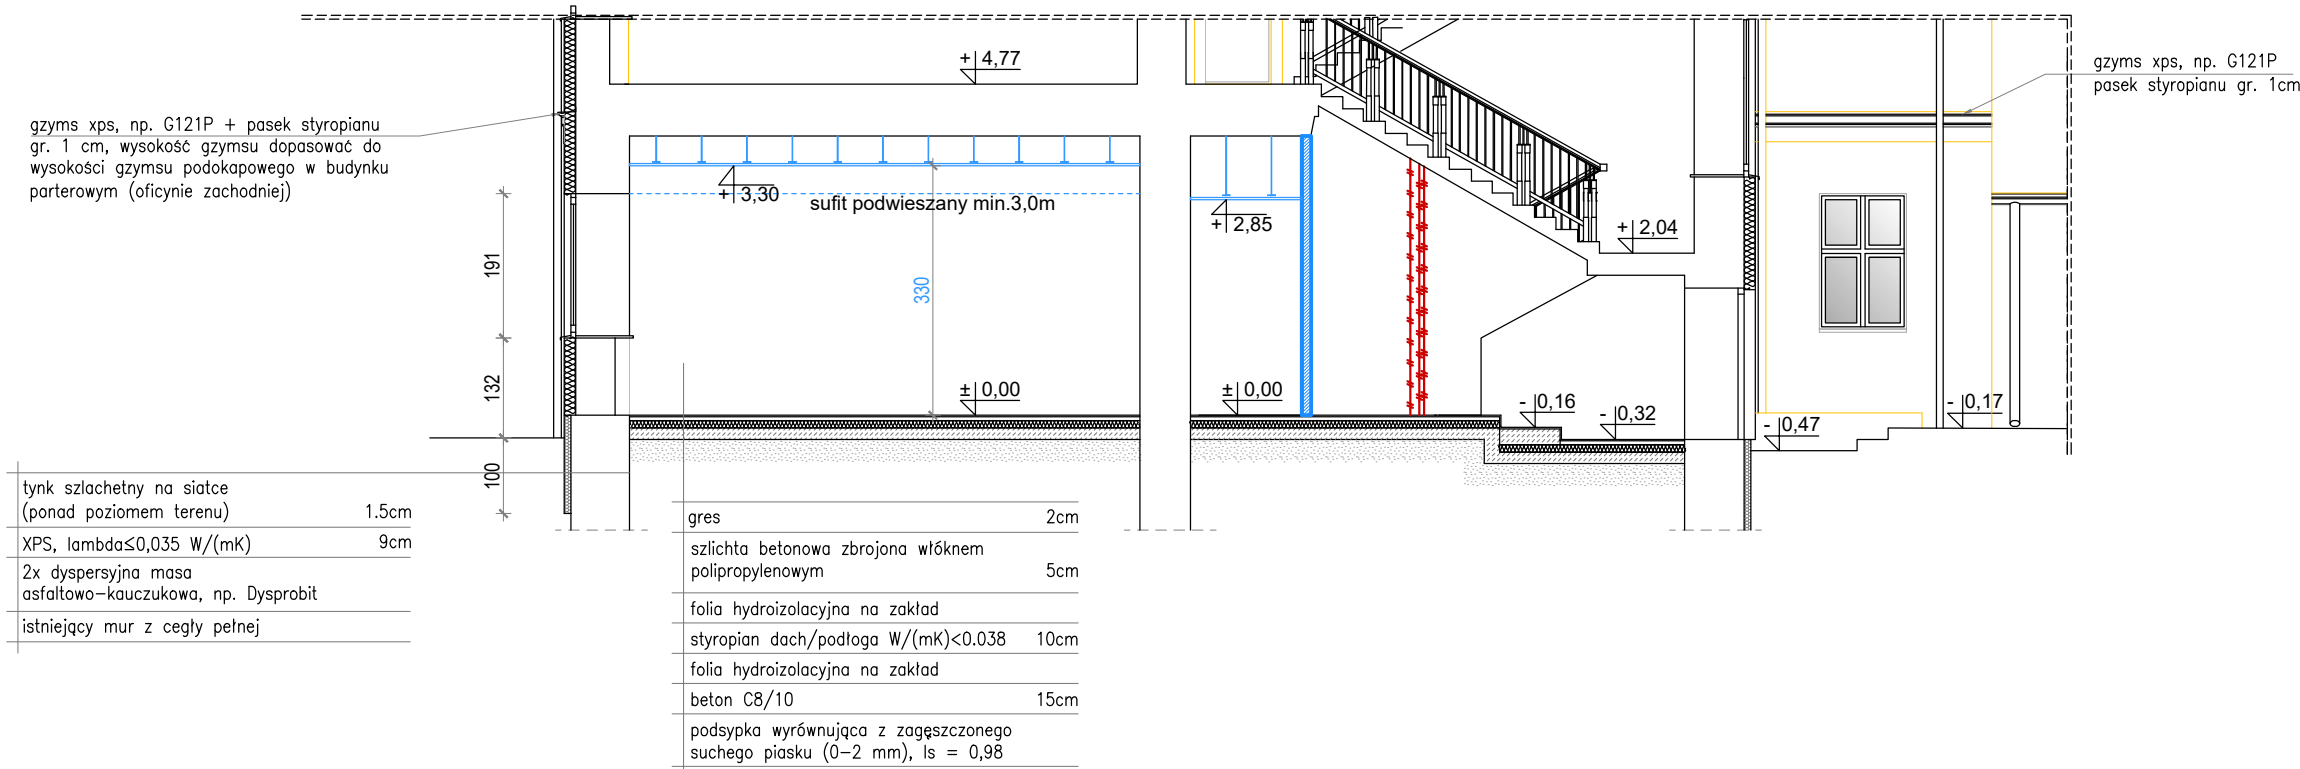 + 4,77
gzyms xps, np. G121P
pasek styropianu gr. 1cm
gzyms xps, np. G121P + pasek styropianu
gr. 1 cm, wysokość gzymsu dopasować do
wysokości gzymsu podokapowego w budynku
parterowym (oficynie zachodniej)
+ 3,30
sufit podwieszany min.3,0m
+ 2,85
+ 2,04
191
330
132
± 0,00
± 0,00
- 0,16
- 0,32
- 0,47
- 0,17
100
tynk szlachetny na siatce
(ponad poziomem terenu) 1.5cm
XPS, lambda≤0,035 W/(mK) 9cm
2x dyspersyjna masa
asfaltowo-kauczukowa, np. Dysprobit
istniejący mur z cegły pełnej
gres 2cm
szlichta betonowa zbrojona włóknem
polipropylenowym 5cm
folia hydroizolacyjna na zakład
styropian dach/podłoga W/(mK)<0.038 10cm
folia hydroizolacyjna na zakład
beton C8/10 15cm
podsypka wyrównująca z zagęszczonego
suchego piasku (0-2 mm), Is = 0,98